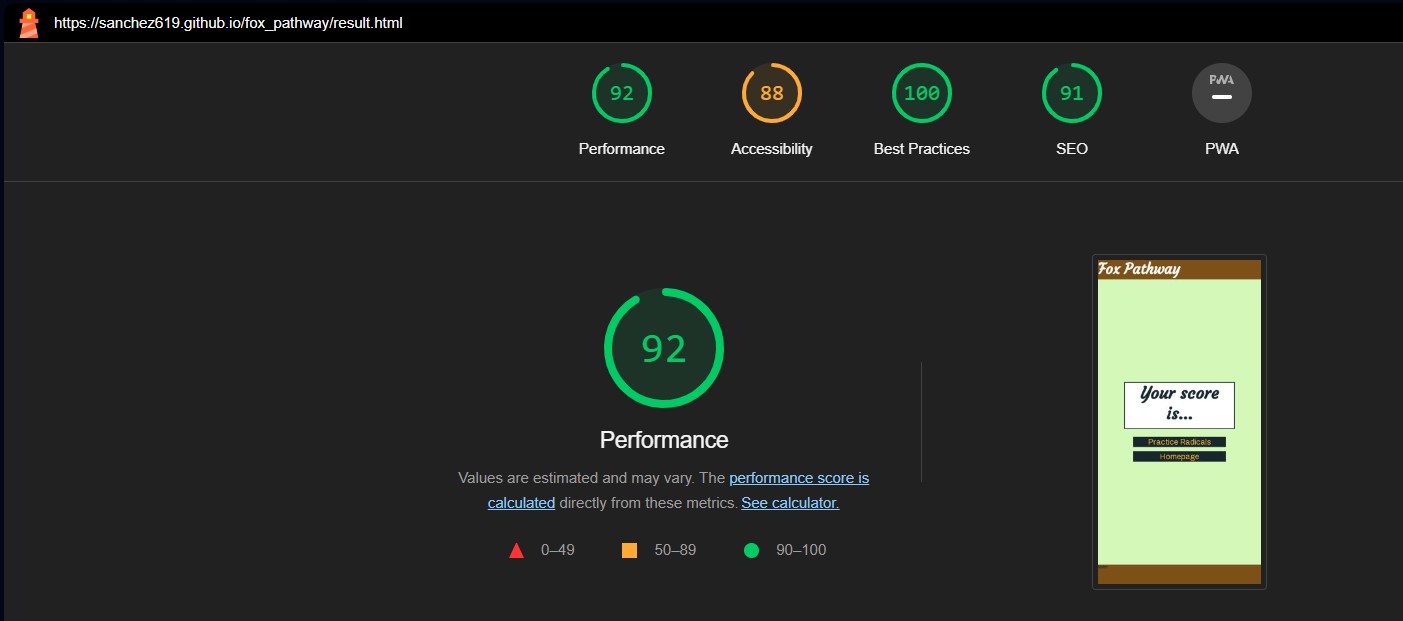 https://sanchez619.github.io/fox_pathway/result.html
92
88
100
91
PWA
Performance
Accessibility
Best Practices
SEO
PWA
92
Performance
Values are estimated and may vary. The performance score is
calculated directly from these metrics. See calculator.
0–49
50–89
90–100
Fox Pathway
Your score
is...
Practice Radicals
Homepage